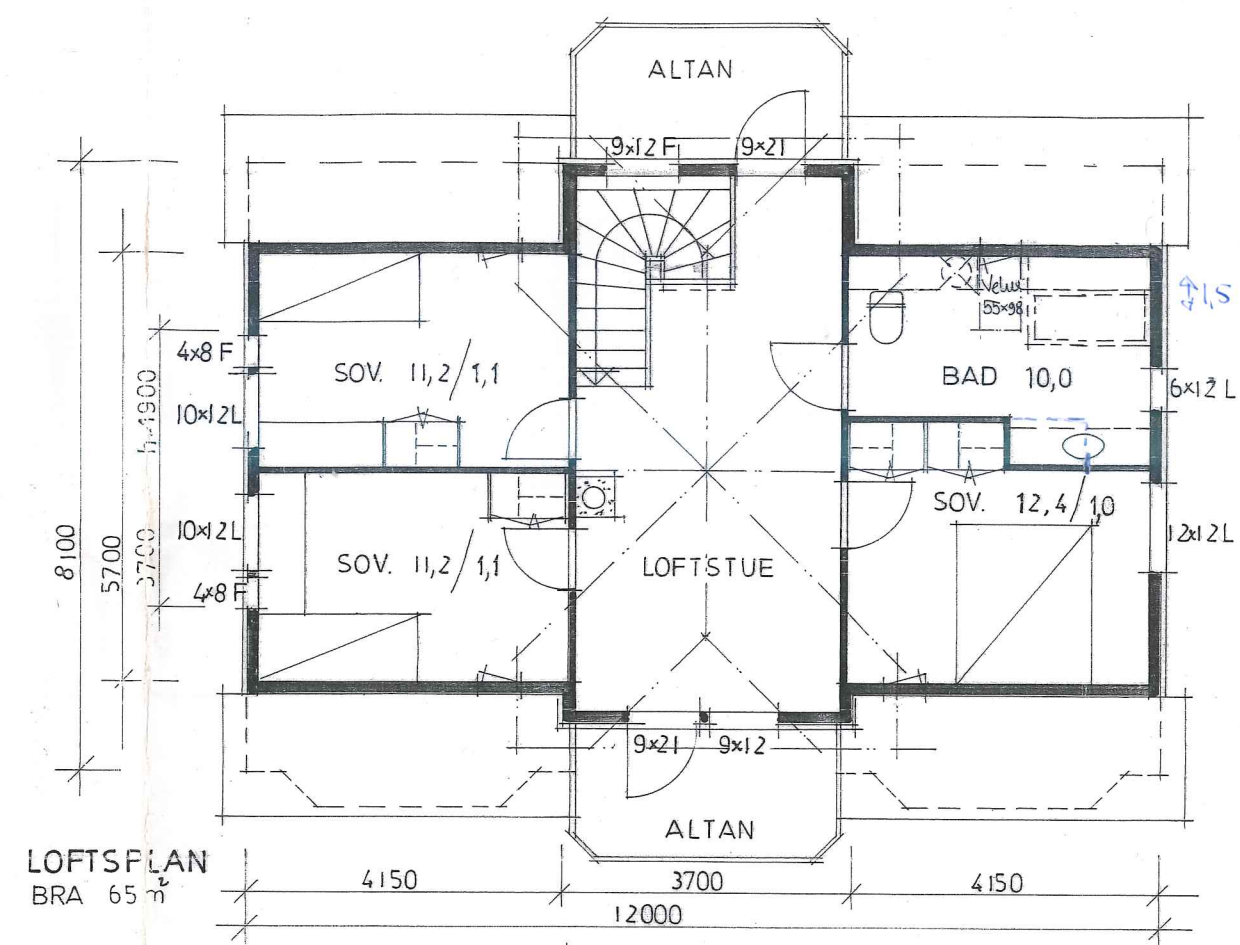 ALTAN
9x12 F
9x21
Velux
55x98
1,5
4x8 F
SOV. 11,2/1,1
BAD 10,0
6x12 L
10x12L
h-1900
SOV. 12,4/1,0
10x12L
12x12L
8100
5700
3700
SOV. 11,2/1,1
LOFTSTUE
4x8 F
9x21
9x12
ALTAN
LOFTSPLAN
BRA 65 m²
4150
3700
4150
12000